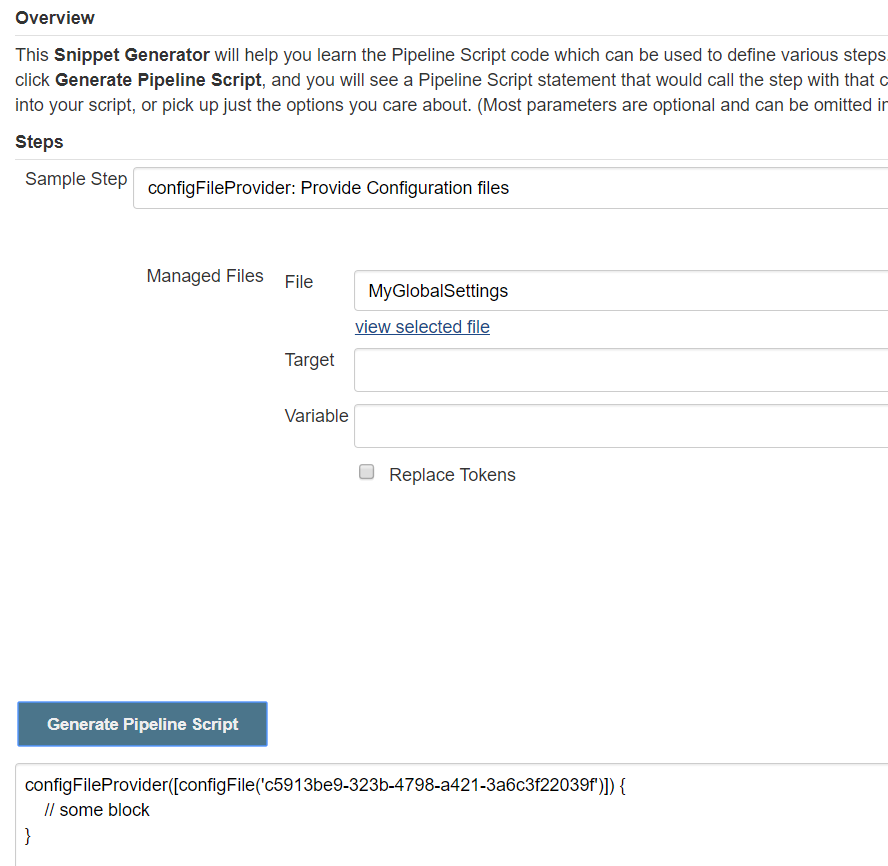 Overview
This Snippet Generator will help you learn the Pipeline Script code which can be used to define various steps.
click Generate Pipeline Script, and you will see a Pipeline Script statement that would call the step with that c
into your script, or pick up just the options you care about. (Most parameters are optional and can be omitted in
Steps
Sample Step
configFileProvider: Provide Configuration files
Managed Files
File
MyGlobalSettings
view selected file
Target
Variable
Replace Tokens
Generate Pipeline Script
configFileProvider([configFile('c5913be9-323b-4798-a421-3a6c3f22039f')]) {
// some block
}